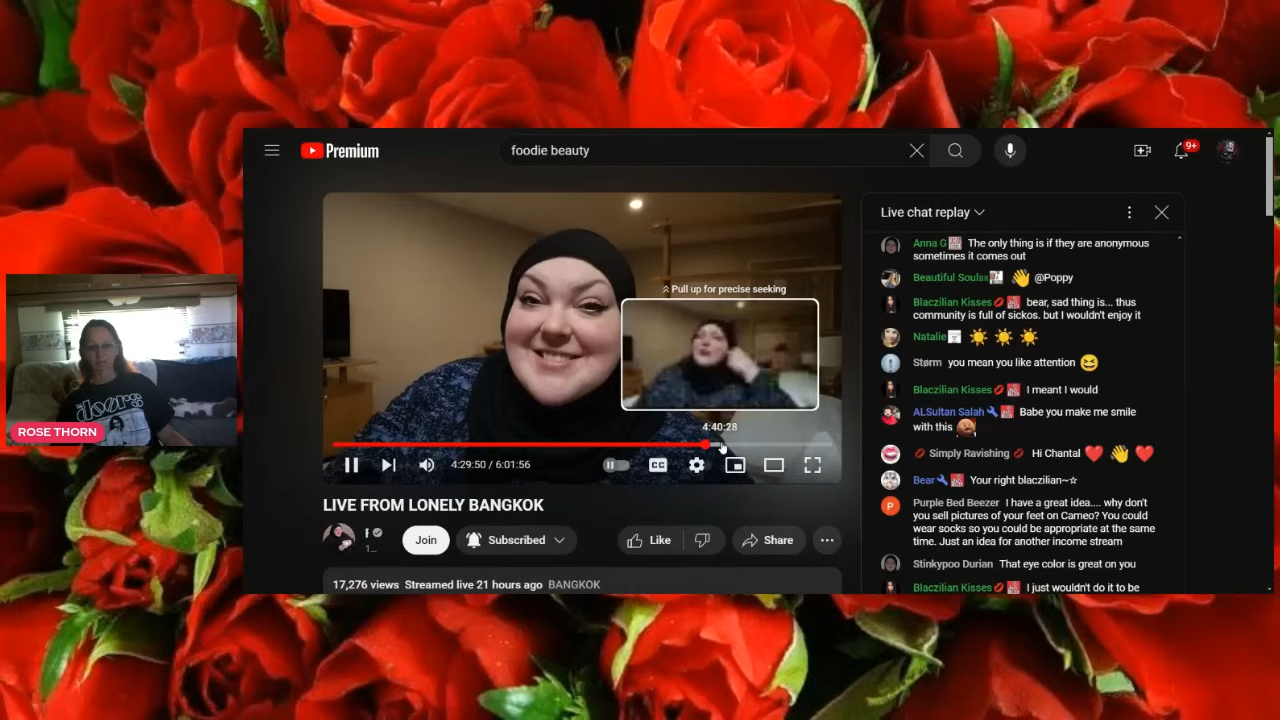 Premium
foodie beauty
9+
Live chat replay
Anna G The only thing is if they are anonymous
sometimes it comes out
Beautiful Soul @Poppy
Blaczilian Kisses bear, sad thing is... thus
community is full of sickos. but I wouldn't enjoy it
Natalie
Størm you mean you like attention
Blaczilian Kisses I meant I would
ALSultan Salah Babe you make me smile
with this
Simply Ravishing Hi Chantal
Bear Your right blaczilian~☆
P
Purple Bed Beezer I have a great idea.... why don't
you sell pictures of your feet on Cameo? You could
wear socks so you could be appropriate at the same
time. Just an idea for another income stream
Stinkypoo Durian That eye color is great on you
Blaczilian Kisses I just wouldn't do it to be
Pull up for precise seeking
4:40:28
4:29:50 / 6:01:56
CC
LIVE FROM LONELY BANGKOK
F
1...
Join
Subscribed
Like
Share
17,276 views Streamed live 21 hours ago BANGKOK
the doors
ROSE THORN